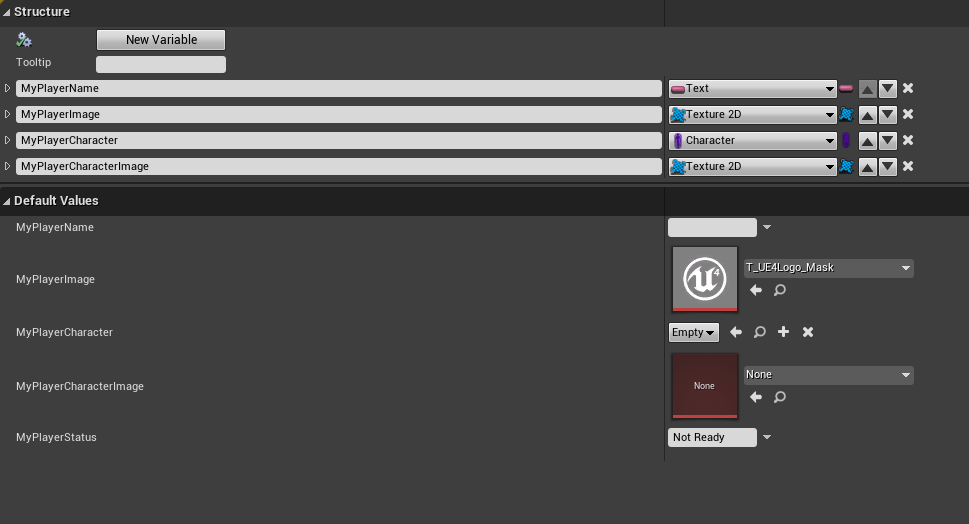 Structure
New Variable
Tooltip
MyPlayerName Text
MyPlayerImage Texture 2D
MyPlayerCharacter Character
MyPlayerCharacterImage Texture 2D
Default Values
MyPlayerName
MyPlayerImage T_UE4Logo_Mask
MyPlayerCharacter Empty
MyPlayerCharacterImage None None
MyPlayerStatus Not Ready